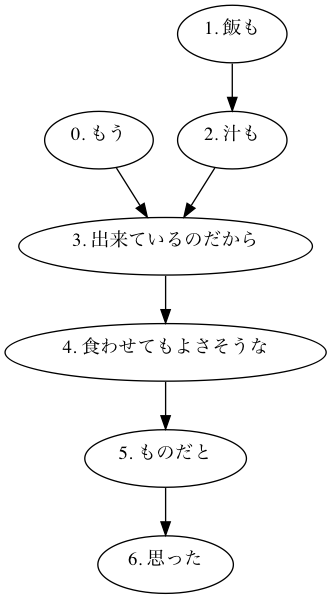 1. 飯も
0. もう
2. 汁も
3. 出来ているのだから
4. 食わせてもよさそうな
5. ものだと
6. 思った